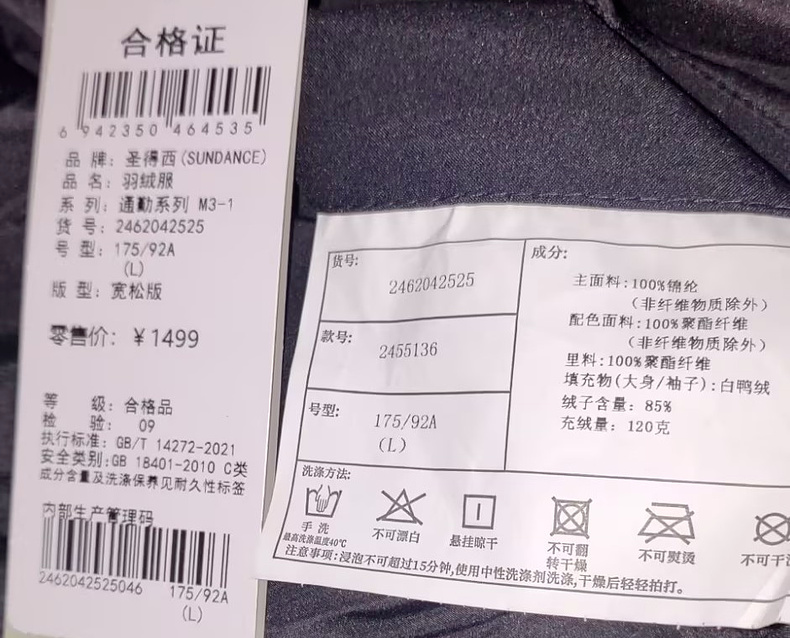 合格证
6 942350 464535
品 牌：圣得西(SUNDANCE)
品 名：羽绒服
系 列：通勤系列 M3-1
货 号：2462042525
号 型：175/92A
(L)
版 型：宽松版
零售价：￥1499
等 级：合格品
检 验：09
执行标准：GB/T 14272-2021
安全类别:GB 18401-2010 C类
成分含量及洗涤保养见耐久性标签
内部生产管理码
2462042525046 175/92A
(L)
货号:
2462042525
款号:
2455136
号型:
175/92A
(L)
成分:
主面料:100%锦纶
(非纤维物质除外)
配色面料:100%聚酯纤维
(非纤维物质除外)
里料:100%聚酯纤维
填充物(大身/袖子):白鸭绒
绒子含量: 85%
充绒量: 120克
洗涤方法:
手 洗
最高洗涤温度40℃
不可漂白
悬挂晾干
不可翻
转干燥
不可熨烫
不可干
注意事项:浸泡不可超过15分钟,使用中性洗涤剂洗涤,干燥后轻轻拍打。